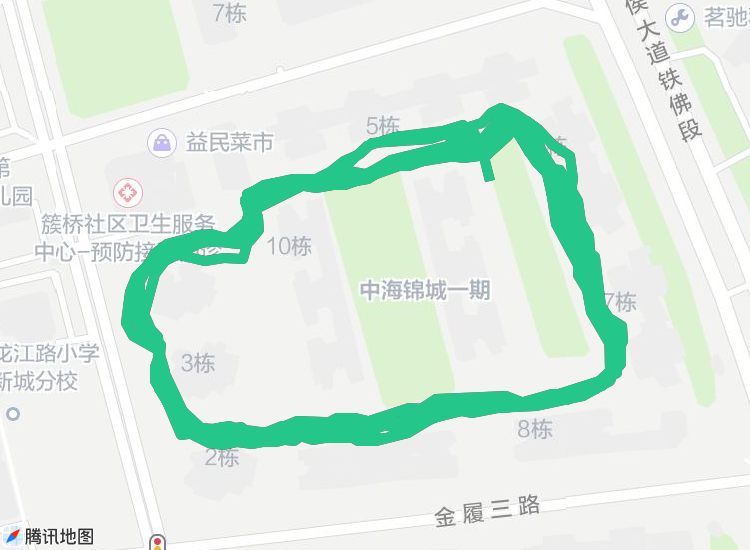 7栋
茗驰
大道铁佛段
5栋
益民菜市
第
儿园
簇桥社区卫生服务
中心-预防接
10栋
中海锦城一期
7栋
龙江路小学
新城分校
3栋
8栋
2栋
金履三路
腾讯地图